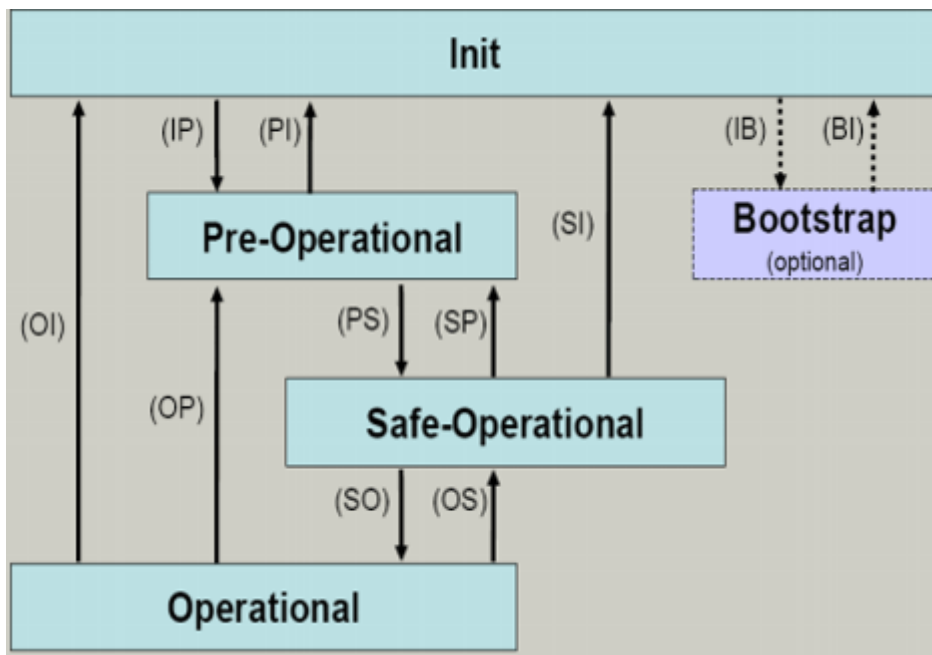 Init
(IP)
(PI)
(IB)
(BI)
(SI)
Pre-Operational
Bootstrap
(optional)
(OI)
(PS)
(SP)
(OP)
Safe-Operational
(SO)
(OS)
Operational